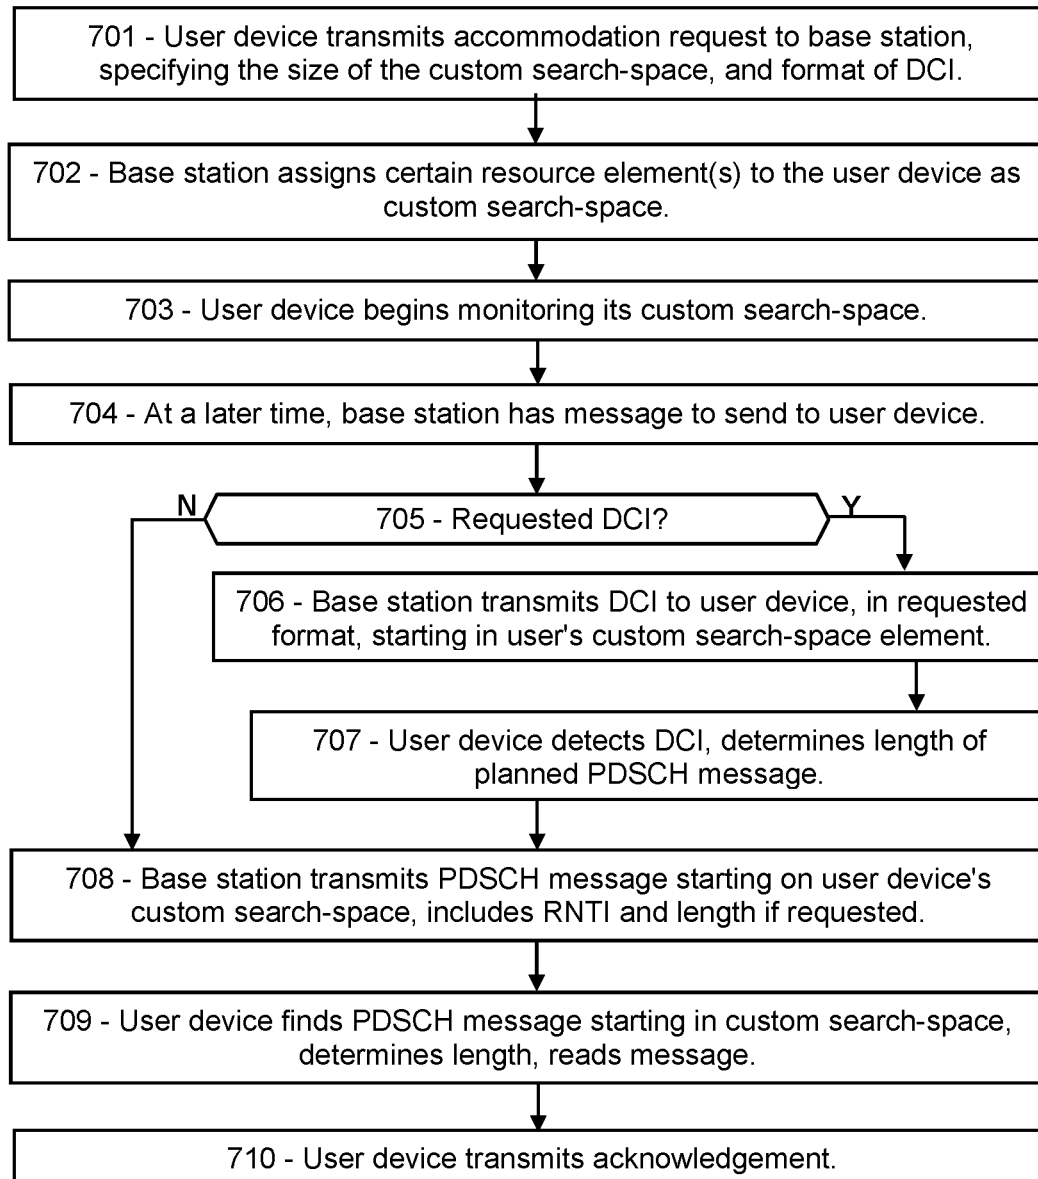 701 - User device transmits accommodation request to base station,
specifying the size of the custom search-space, and format of DCI.
702 - Base station assigns certain resource element(s) to the user device as
custom search-space.
703 - User device begins monitoring its custom search-space.
704 - At a later time, base station has message to send to user device.
N
705 - Requested DCI?
Y
706 - Base station transmits DCI to user device, in requested
format, starting in user's custom search-space element.
707 - User device detects DCI, determines length of
planned PDSCH message.
708 - Base station transmits PDSCH message starting on user device's
custom search-space, includes RNTI and length if requested.
709 - User device finds PDSCH message starting in custom search-space,
determines length, reads message.
710 - User device transmits acknowledgement.